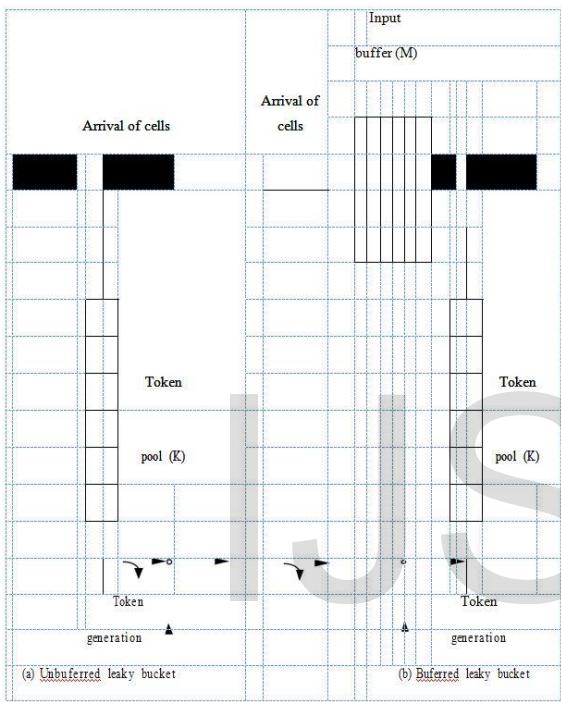 Input
buffer (M)
Arrival of cells
Arrival of
cells
Token
pool (K)
Token
pool (K)
Token
generation
Token
generation
(a) Unbuferred leaky bucket
(b) Buferred leaky bucket
IJS